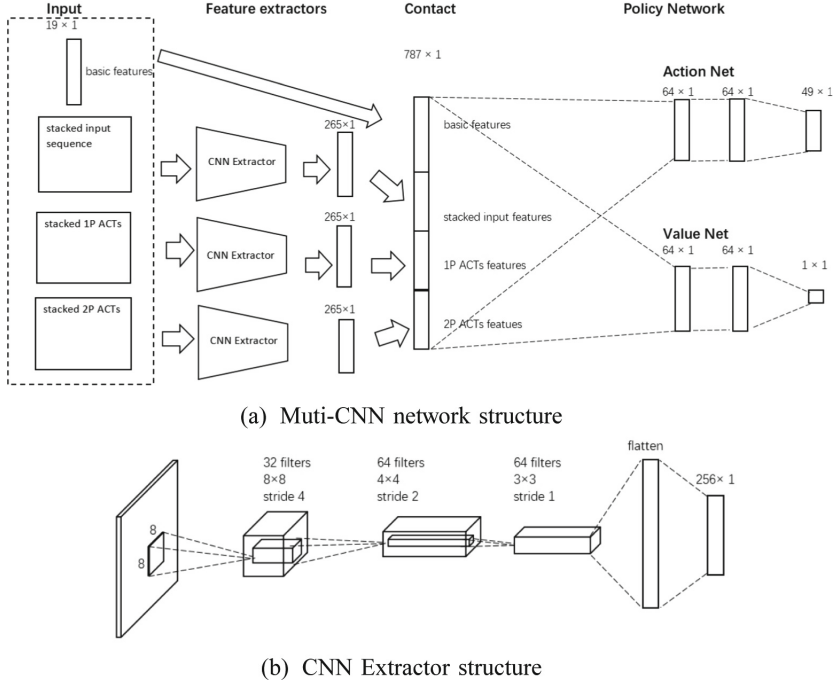 Input
Feature extractors
Contact
Policy Network
19 × 1
basic features
787 × 1
Action Net
64 × 1
64 × 1
49 × 1
stacked input
sequence
CNN Extractor
265×1
basic features
stacked 1P ACTs
CNN Extractor
265×1
stacked input features
Value Net
64 × 1
64 × 1
1 × 1
1P ACTs features
stacked 2P ACTs
CNN Extractor
265×1
2P ACTs featues
(a) Muti-CNN network structure
32 filters
8×8
stride 4
64 filters
4×4
stride 2
64 filters
3×3
stride 1
flatten
256× 1
8
8
(b) CNN Extractor structure